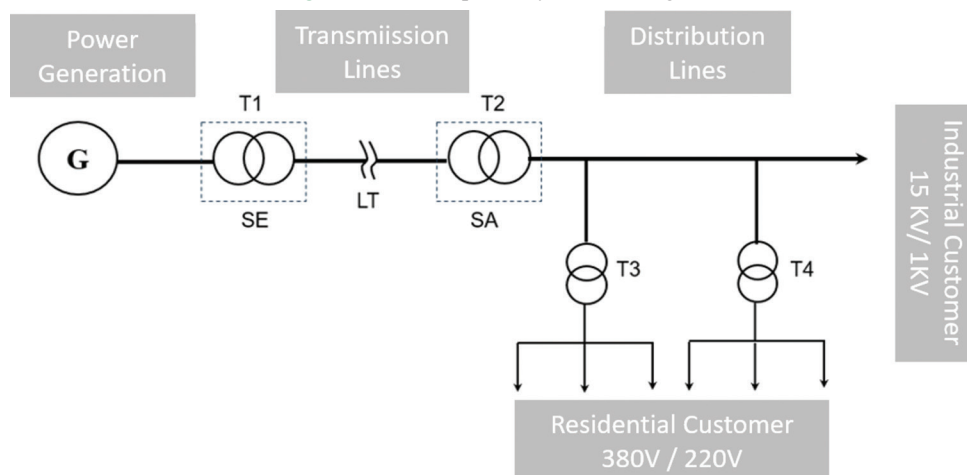 Power
Generation
Transmiission
Lines
Distribution
Lines
T1
T2
G
LT
SE
SA
T3
T4
Industrial Customer
15 KV/ 1KV
Residential Customer
380V / 220V